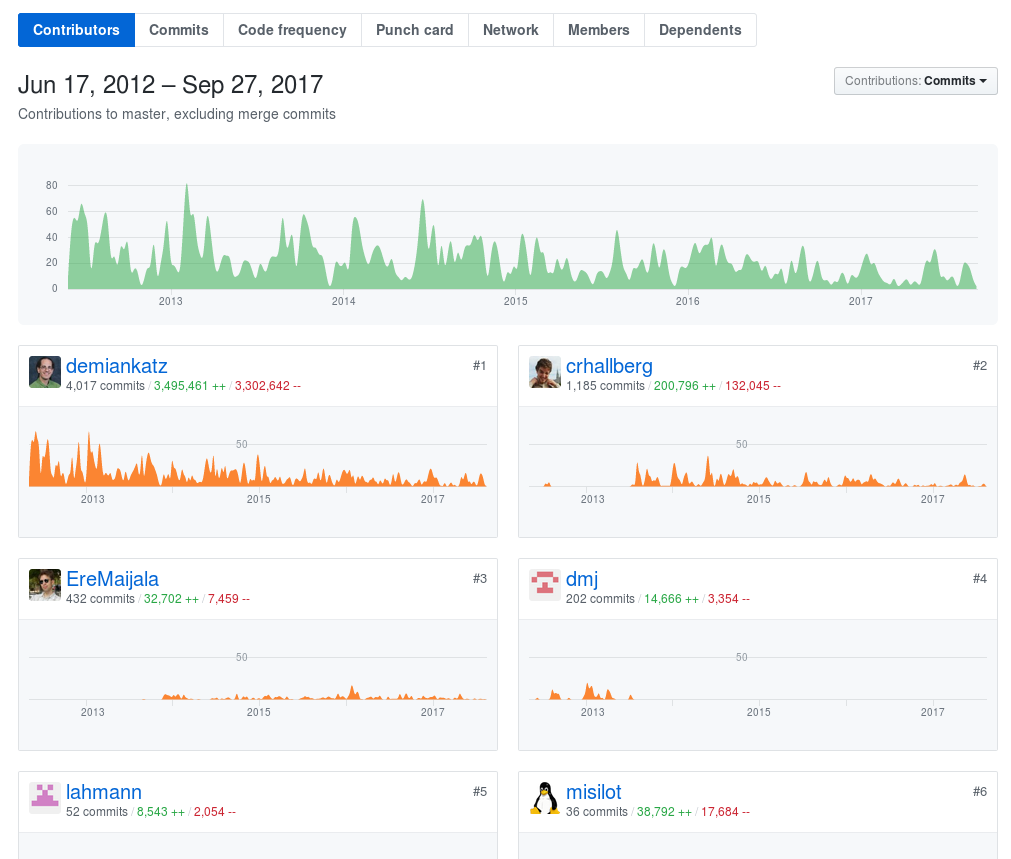 Contributors Commits Code frequency Punch card Network Members Dependents
Jun 17, 2012 – Sep 27, 2017
Contributions: Commits
Contributions to master, excluding merge commits
80
60
40
20
0
2013 2014 2015 2016 2017
demiankatz #1
4,017 commits / 3,495,461 ++ / 3,302,642 --
50
2013 2015 2017
crhallberg #2
1,185 commits / 200,796 ++ / 132,045 --
50
2013 2015 2017
EreMaijala #3
432 commits / 32,702 ++ / 7,459 --
50
2013 2015 2017
dmj #4
202 commits / 14,666 ++ / 3,354 --
50
2013 2015 2017
lahmann #5
52 commits / 8,543 ++ / 2,054 --
misilot #6
36 commits / 38,792 ++ / 17,684 --